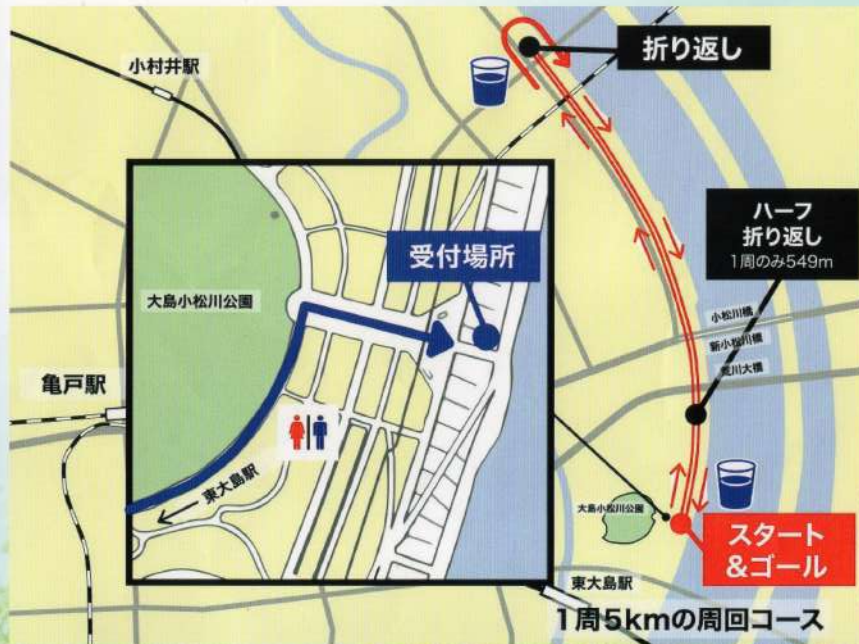 折り返し
小村井駅
ハーフ
折り返し
1周のみ549m
受付場所
大島小松川公園
小松川橋
新小松川橋
荒川大橋
亀戸駅
東大島駅
大島小松川公園
スタート
&ゴール
東大島駅
1周5kmの周回コース